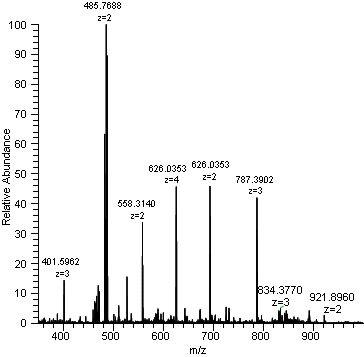 485.7688
z=2
100
90
80
70
60
50
40
30
20
10
0
Relative Abundance
626.0353
z=4
626.0353
z=2
787.3902
z=3
558.3140
z=2
401.5962
z=3
834.3770
z=3
921.8960
z=2
400 500 600 700 800 900
m/z